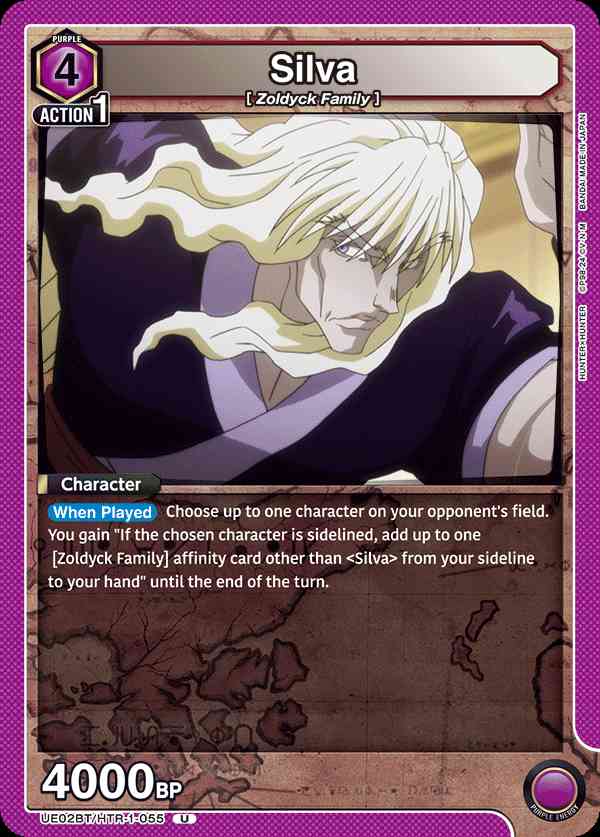 PURPLE
4
ACTION 1
Silva
[ Zoldyck Family ]
HUNTER×HUNTER ©P98-24 ©V, N, M BANDAI MADE IN JAPAN
Character
When Played Choose up to one character on your opponent's field.
You gain "If the chosen character is sidelined, add up to one
[Zoldyck Family] affinity card other than <Silva> from your sideline
to your hand" until the end of the turn.
4000BP
UE02BT/HTR-1-055 U
PURPLE ENERGY